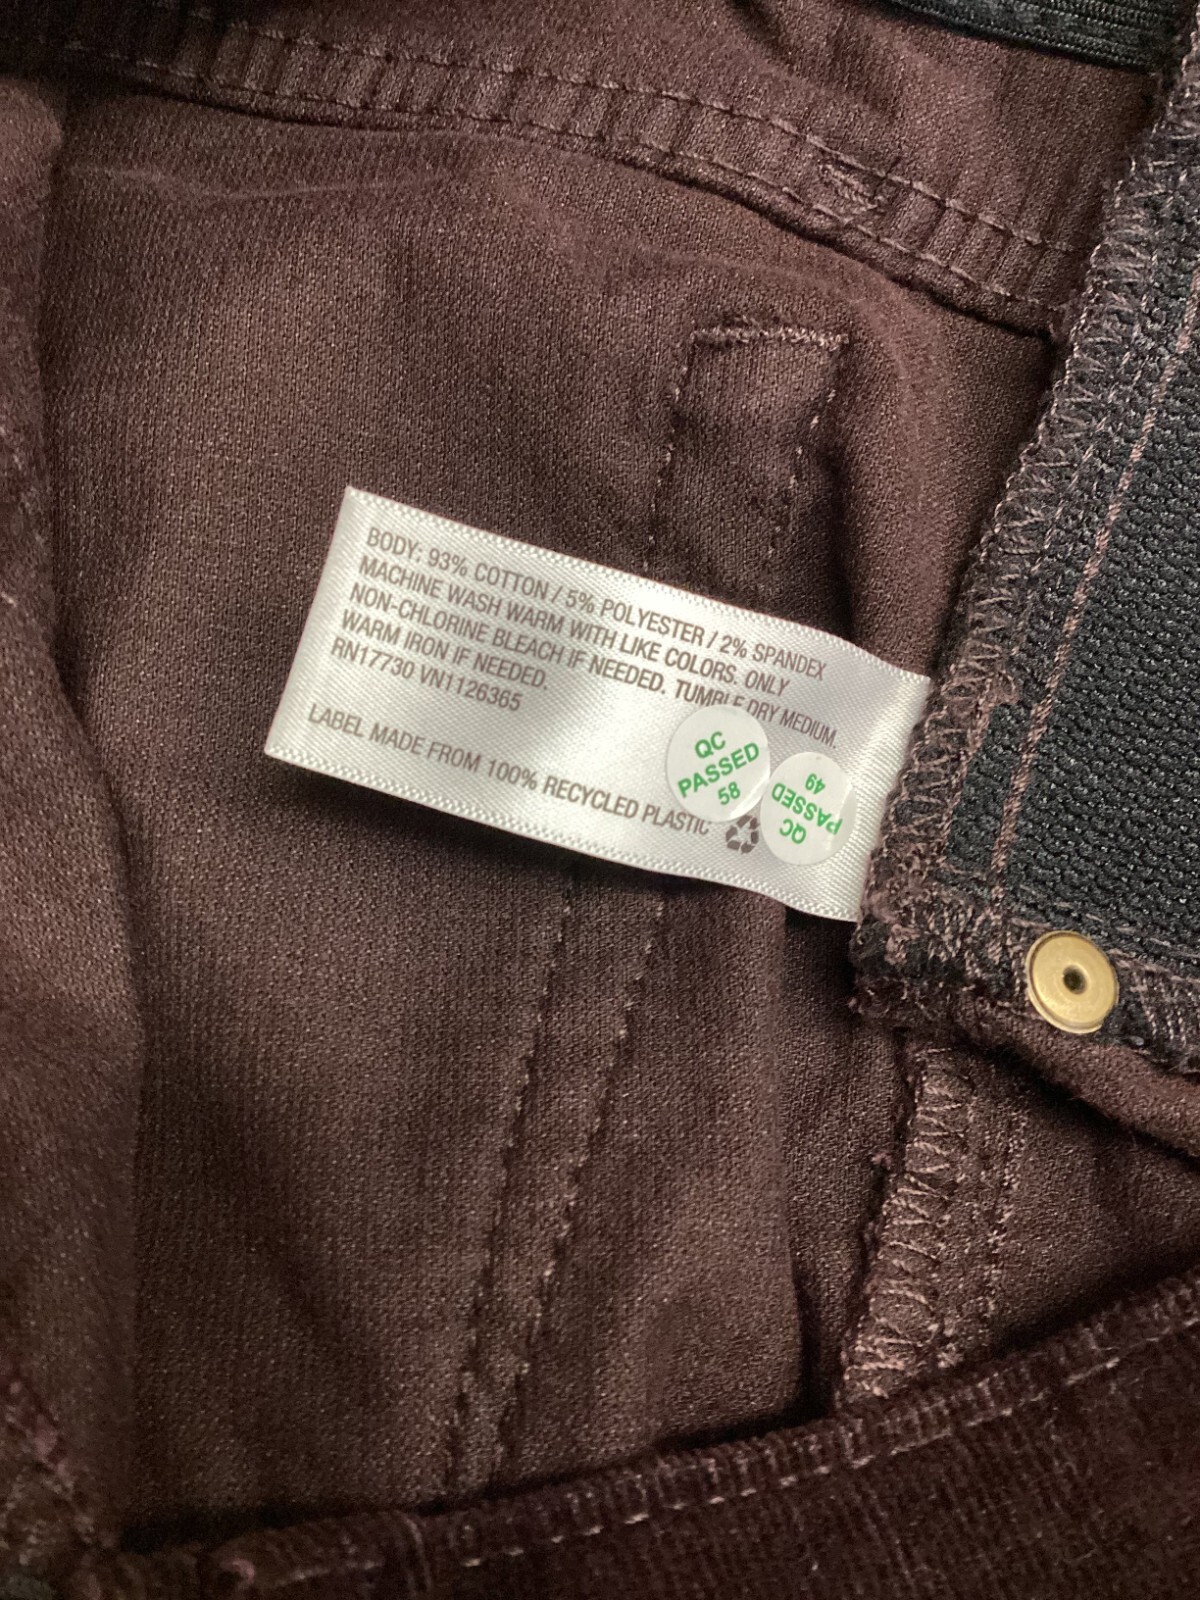 BODY: 93% COTTON / 5% POLYESTER / 2% SPANDEX
MACHINE WASH WARM WITH LIKE COLORS. ONLY
NON-CHLORINE BLEACH IF NEEDED. TUMBLE DRY MEDIUM.
WARM IRON IF NEEDED.
RN17730 VN1126365
LABEL MADE FROM 100% RECYCLED PLASTIC
QC
PASSED
58
QC
PASSED
49